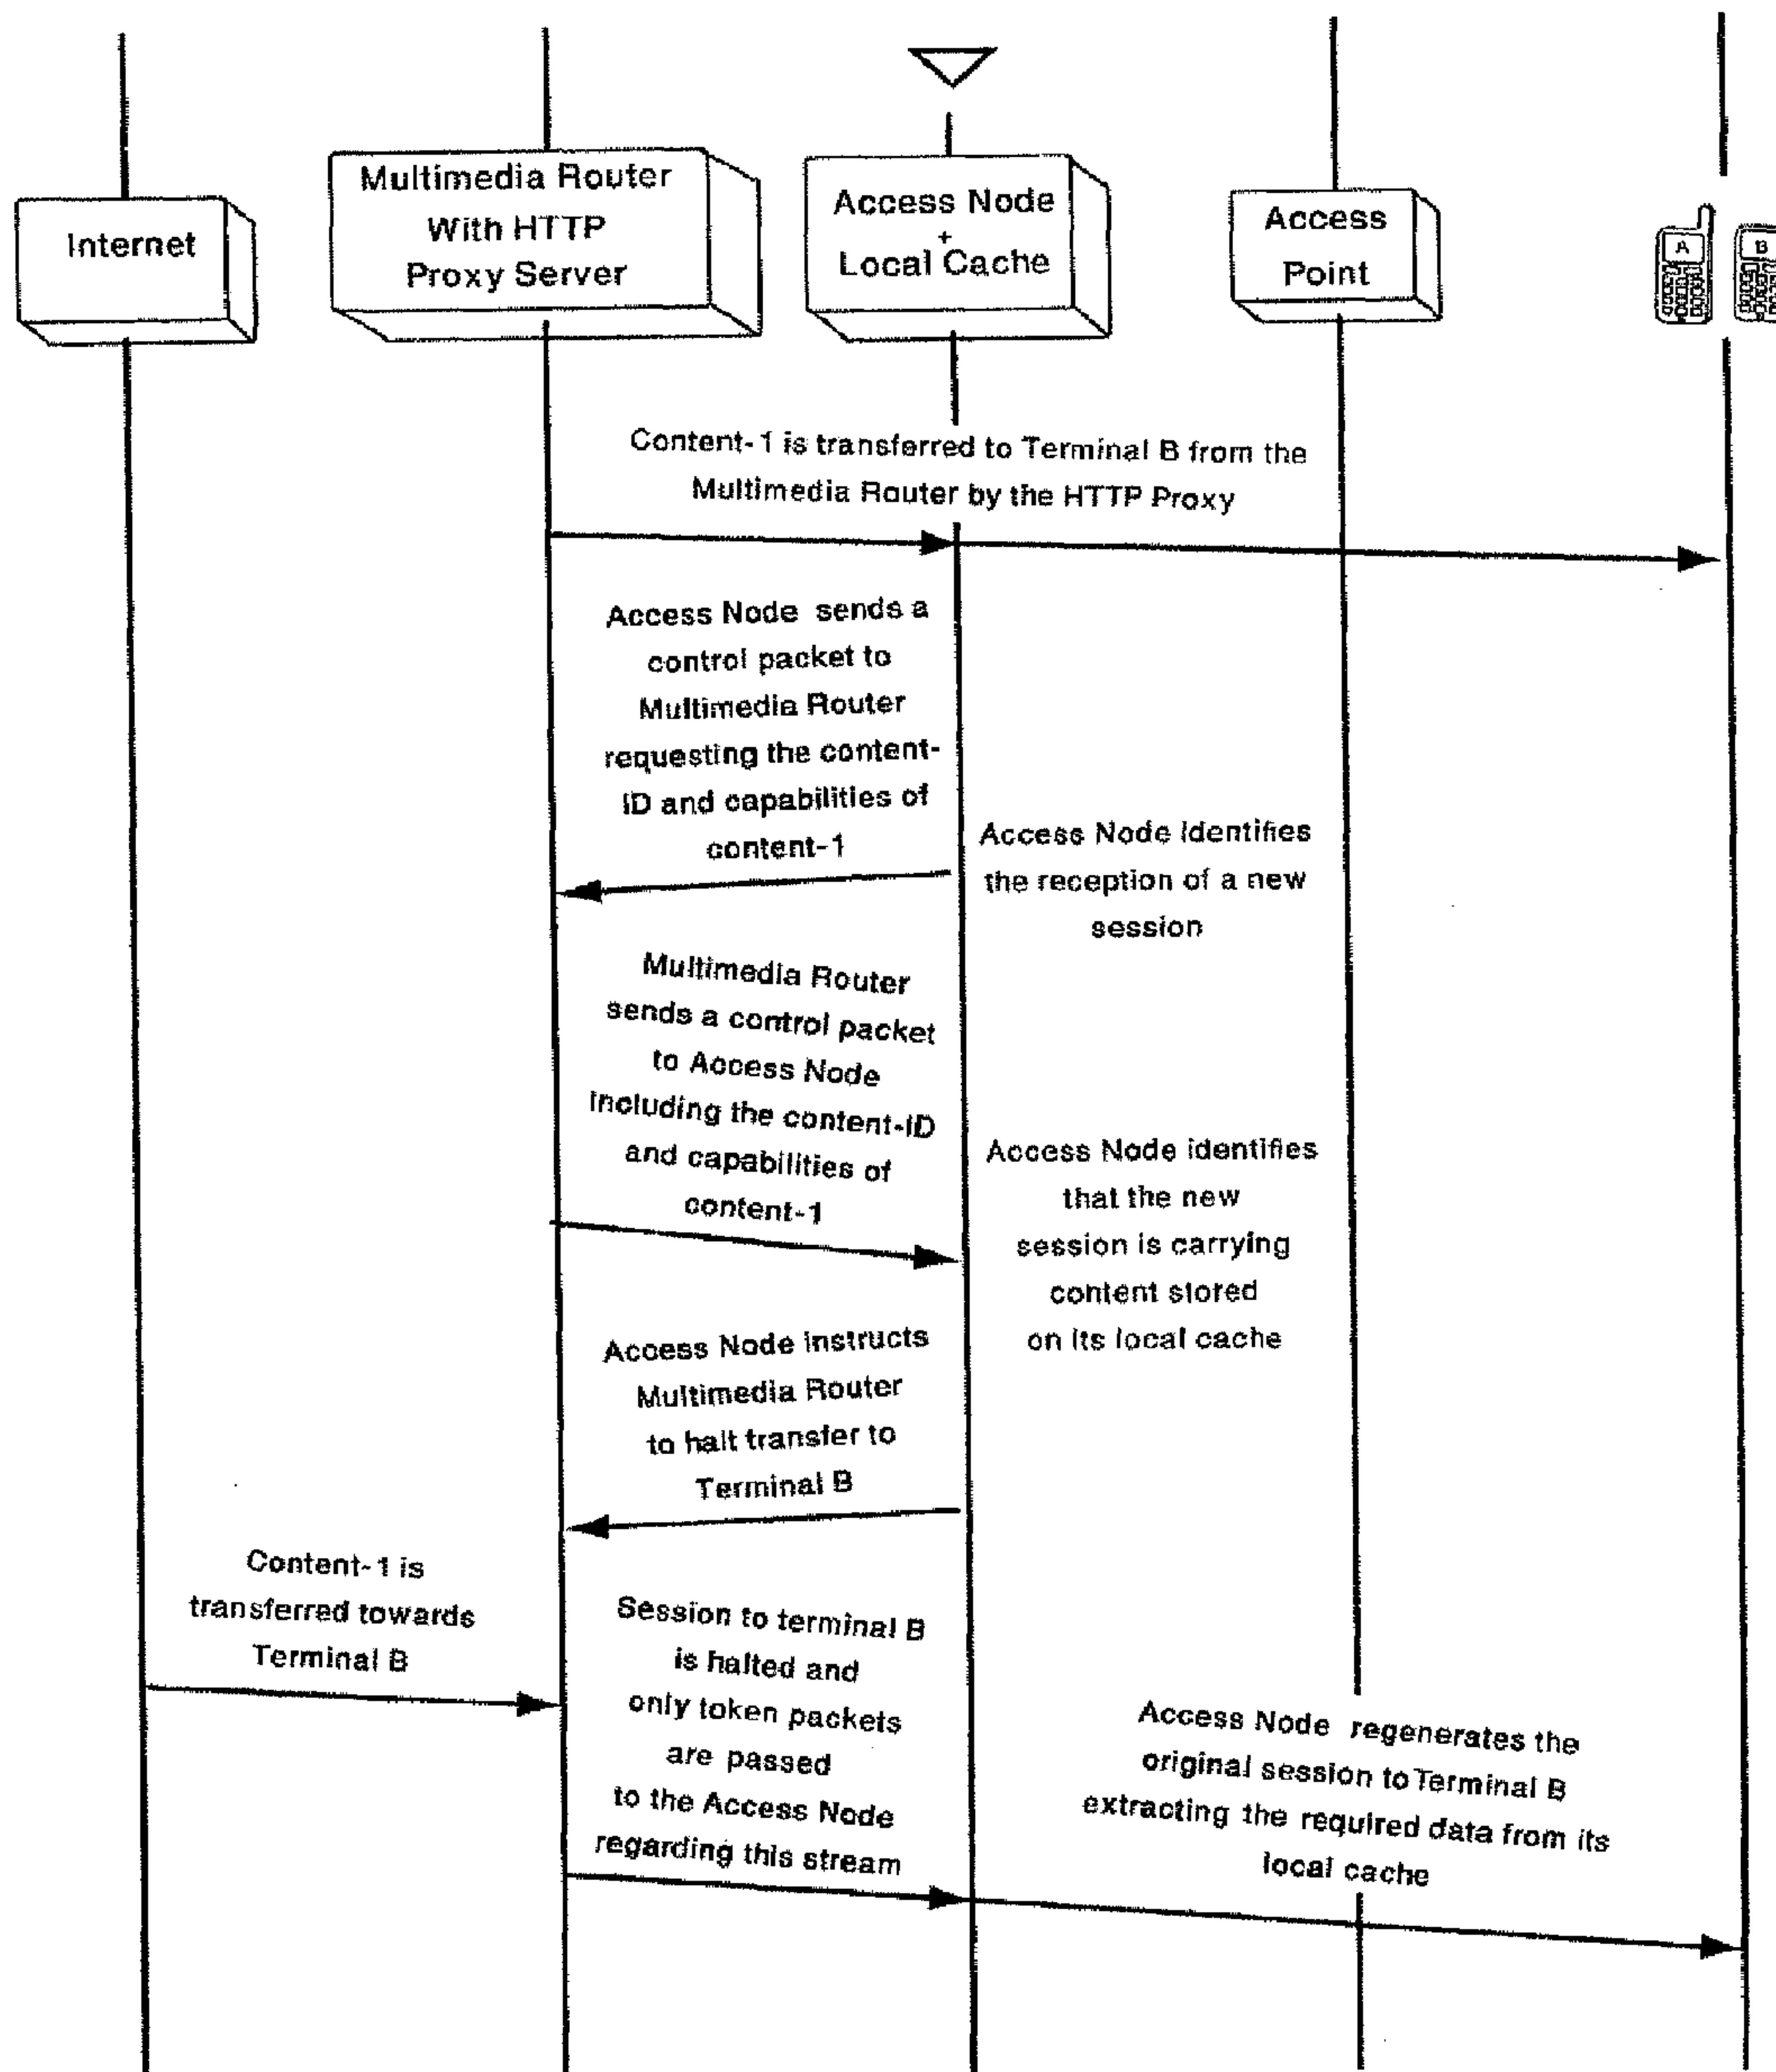 Internet
Multimedia Router
With HTTP
Proxy Server
Access Node
+
Local Cache
Access
Point
A
B
Content-1 is transferred to Terminal B from the
Multimedia Router by the HTTP Proxy
Access Node sends a
control packet to
Multimedia Router
requesting the content-
ID and capabilities of
content-1
Access Node identifies
the reception of a new
session
Multimedia Router
sends a control packet
to Access Node
including the content-ID
and capabilities of
content-1
Access Node identifies
that the new
session is carrying
content stored
on its local cache
Access Node instructs
Multimedia Router
to halt transfer to
Terminal B
Content-1 is
transferred towards
Terminal B
Session to terminal B
is halted and
only token packets
are passed
to the Access Node
regarding this stream
Access Node regenerates the
original session to Terminal B
extracting the required data from its
local cache